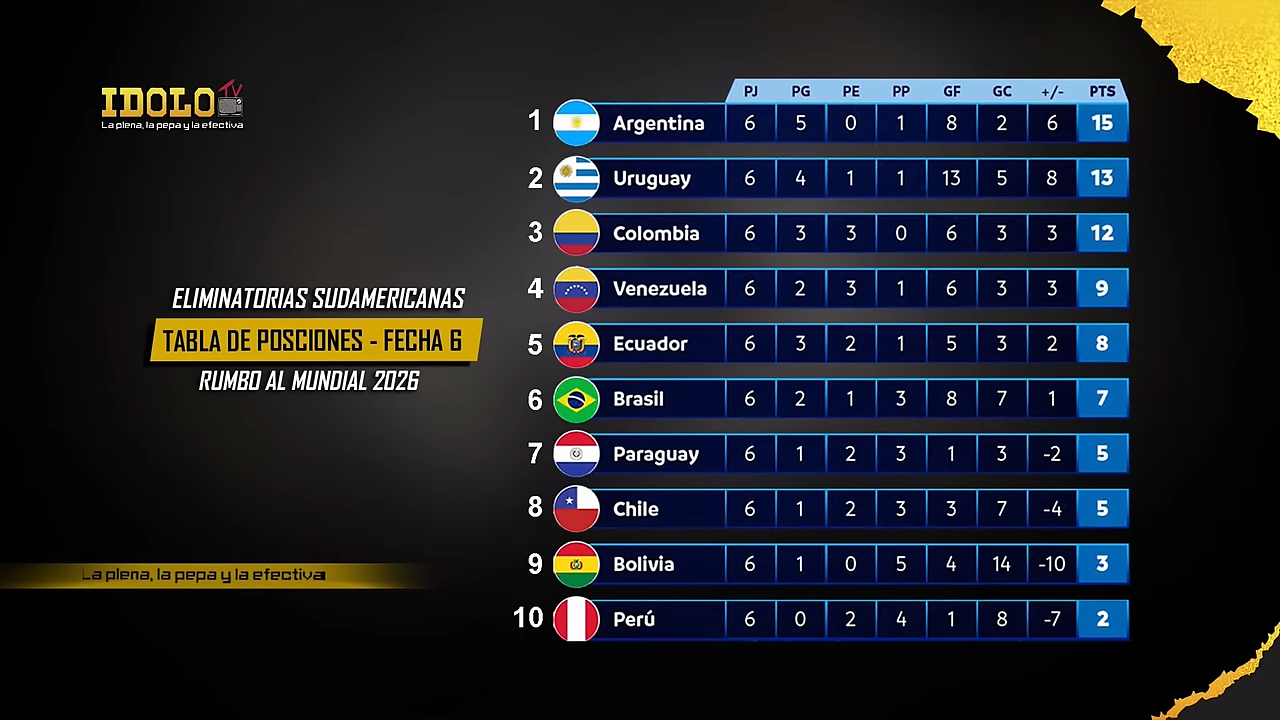 IDOLO TV
La plena, la pepa y la efectiva
ELIMINATORIAS SUDAMERICANAS
TABLA DE POSCIONES - FECHA 6
RUMBO AL MUNDIAL 2026
La plena, la pepa y la efectiva
PJ PG PE PP GF GC +/- PTS
1 Argentina 6 5 0 1 8 2 6 15
2 Uruguay 6 4 1 1 13 5 8 13
3 Colombia 6 3 3 0 6 3 3 12
4 Venezuela 6 2 3 1 6 3 3 9
5 Ecuador 6 3 2 1 5 3 2 8
6 Brasil 6 2 1 3 8 7 1 7
7 Paraguay 6 1 2 3 1 3 -2 5
8 Chile 6 1 2 3 3 7 -4 5
9 Bolivia 6 1 0 5 4 14 -10 3
10 Perú 6 0 2 4 1 8 -7 2